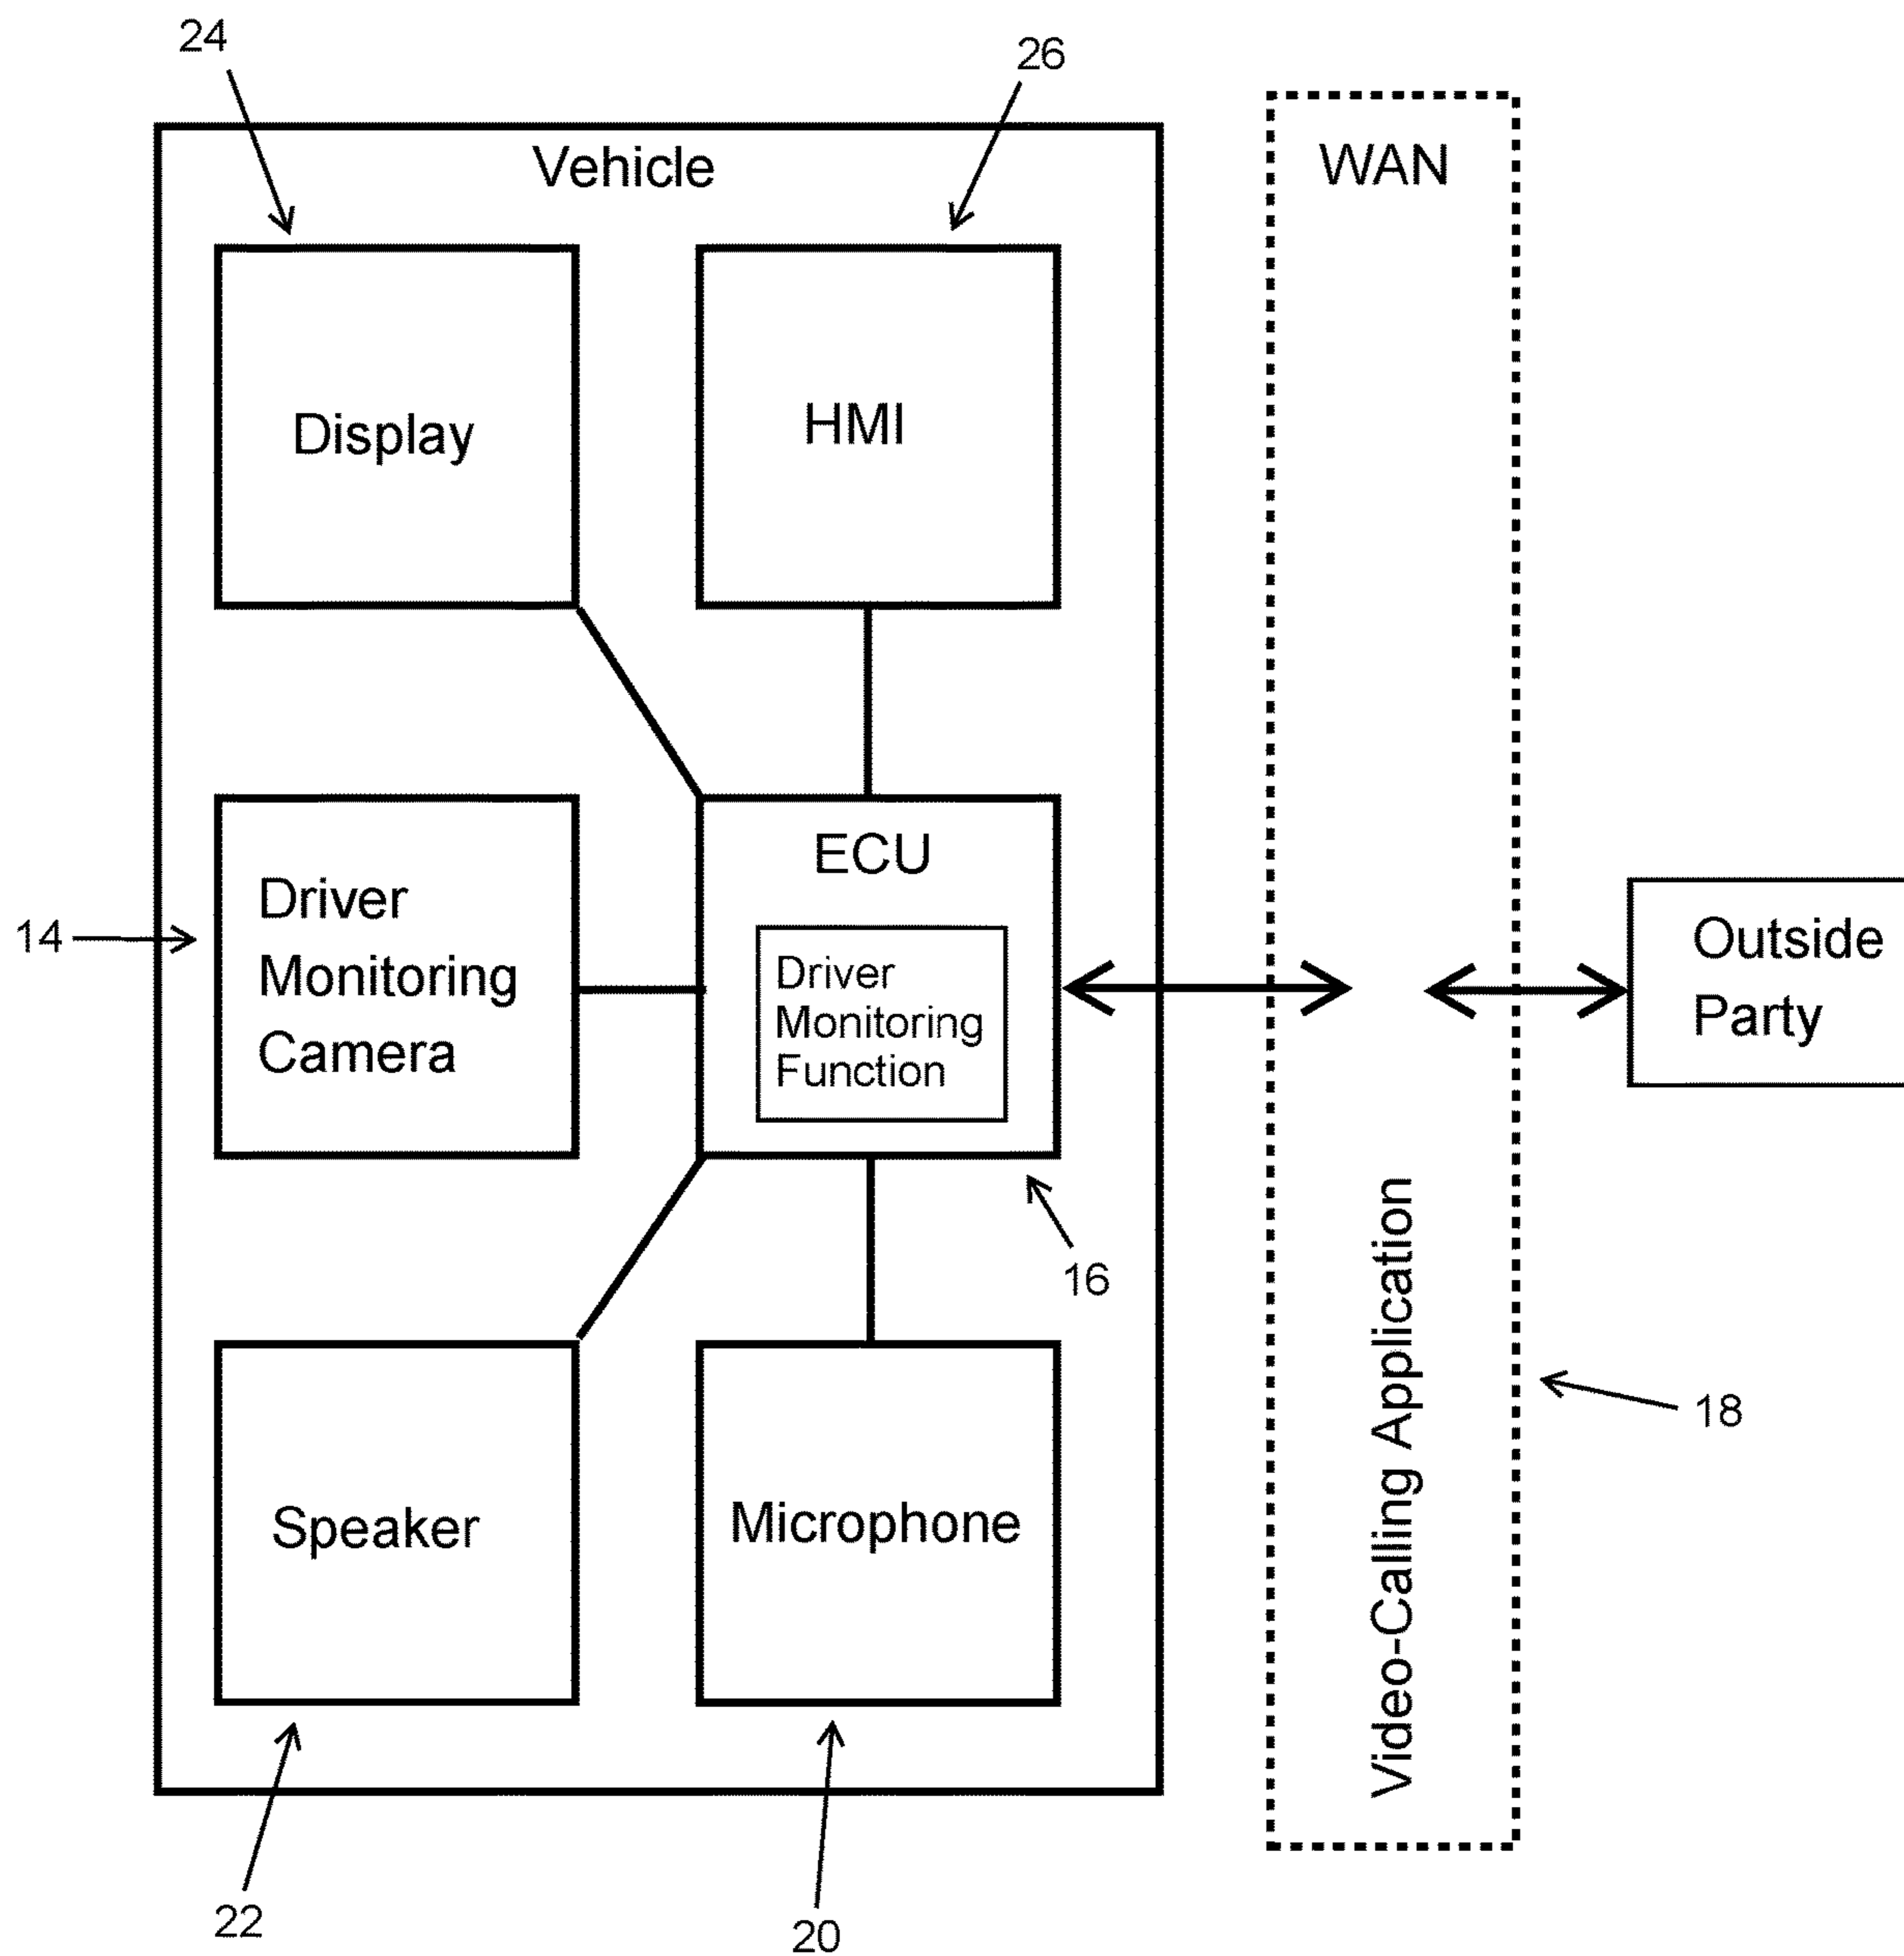 24
26
Vehicle
WAN
Display
HMI
ECU
Driver
Monitoring
Camera
Driver
Monitoring
Function
14
Outside
Party
16
Video-Calling Application
18
Speaker
Microphone
22
20